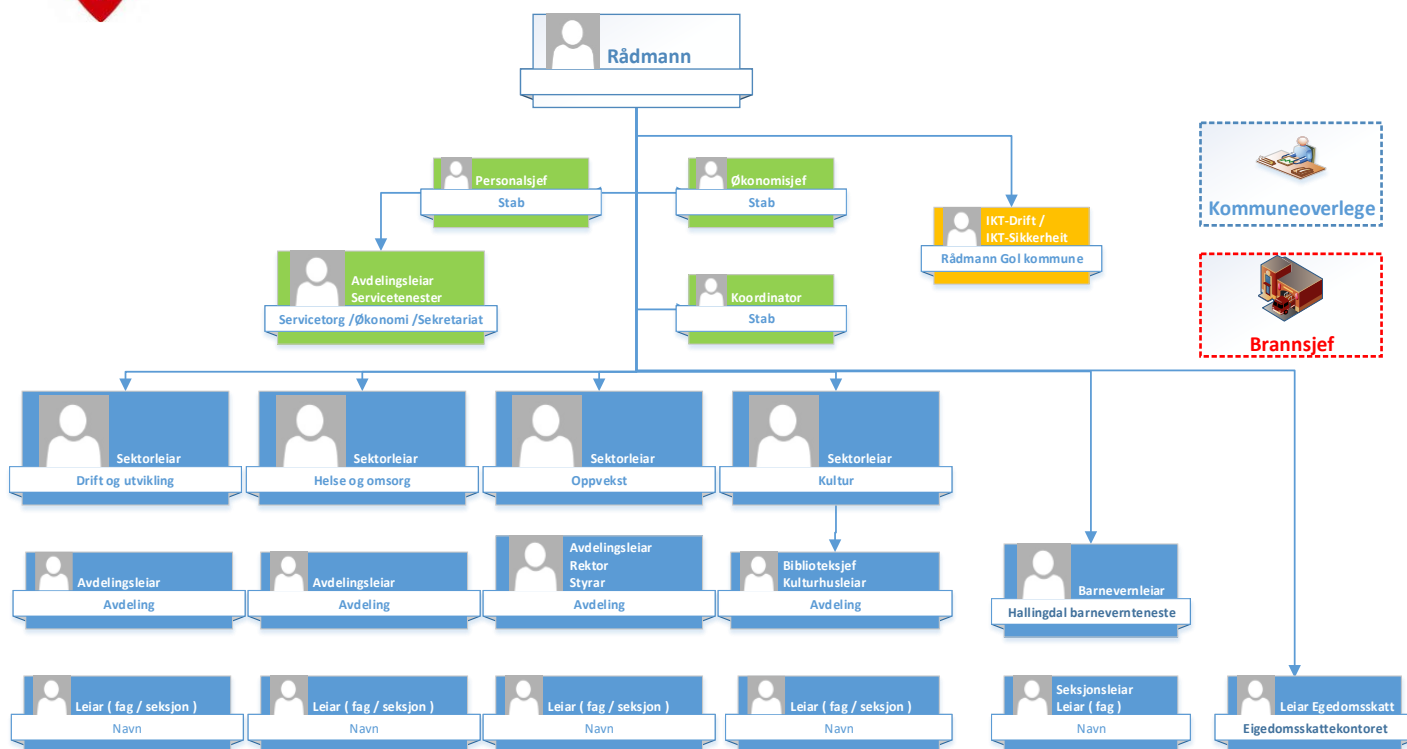 Rådmann
Personalsjef
Stab
Økonomisjef
Stab
IKT-Drift /
IKT-Sikkerheit
Rådmann Gol kommune
Kommuneoverlege
Avdelingsleiar
Servicetenester
Servicetorg /Økonomi /Sekretariat
Koordinator
Stab
Brannsjef
Sektorleiar
Drift og utvikling
Sektorleiar
Helse og omsorg
Sektorleiar
Oppvekst
Sektorleiar
Kultur
Avdelingsleiar
Avdeling
Avdelingsleiar
Avdeling
Avdelingsleiar
Rektor
Styrar
Avdeling
Biblioteksjef
Kulturhusleiar
Avdeling
Barnevernleiar
Hallingdal barnevernteneste
Leiar ( fag / seksjon )
Navn
Leiar ( fag / seksjon )
Navn
Leiar ( fag / seksjon )
Navn
Leiar ( fag / seksjon )
Navn
Seksjonsleiar
Leiar ( fag )
Navn
Leiar Egedomsskatt
Eigedomsskattekontoret